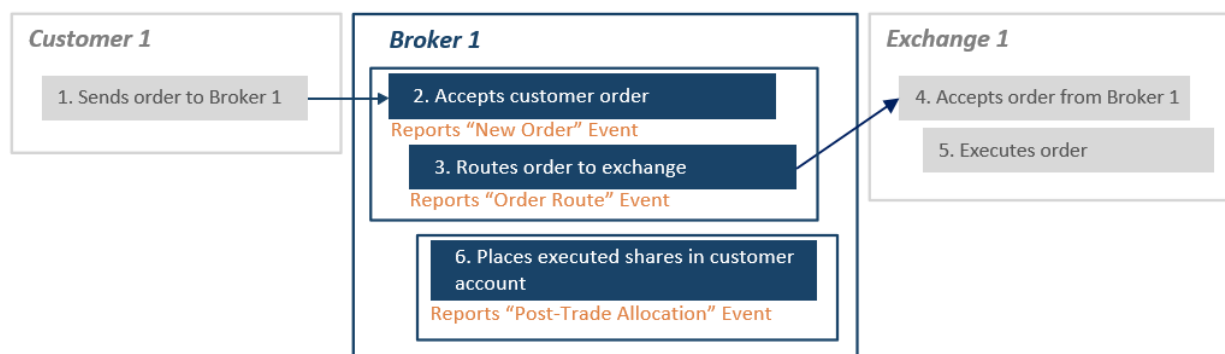 Customer 1
1. Sends order to Broker 1
Broker 1
2. Accepts customer order
Reports “New Order” Event
3. Routes order to exchange
Reports “Order Route” Event
6. Places executed shares in customer
account
Reports “Post-Trade Allocation” Event
Exchange 1
4. Accepts order from Broker 1
5. Executes order